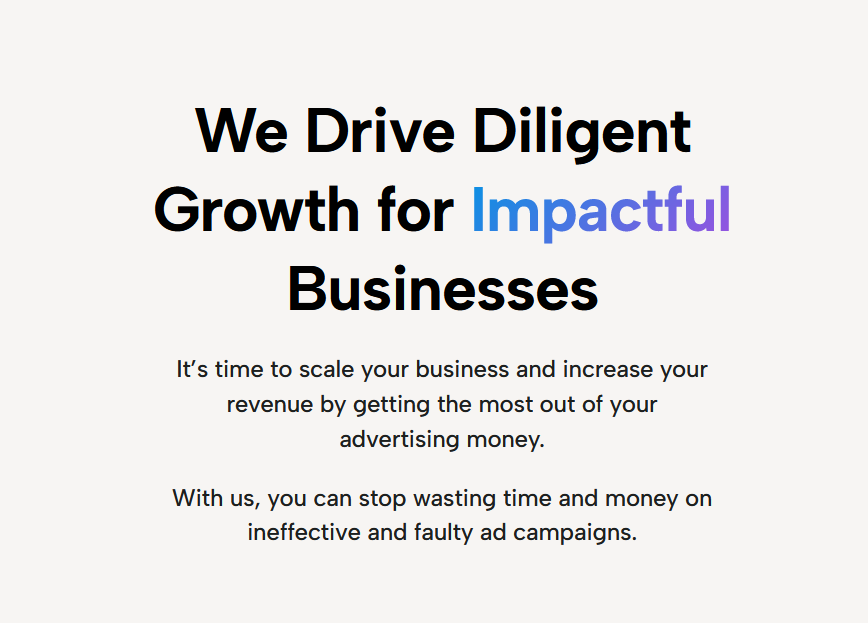 We Drive Diligent
Growth for Impactful
Businesses
It’s time to scale your business and increase your
revenue by getting the most out of your
advertising money.
With us, you can stop wasting time and money on
ineffective and faulty ad campaigns.